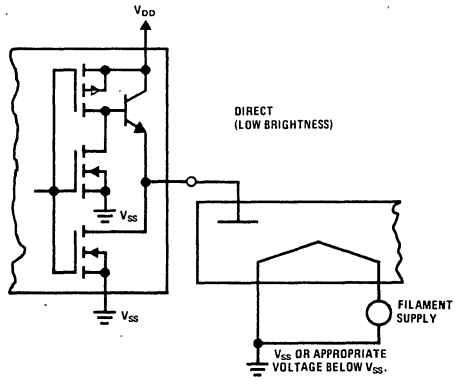 VDD
DIRECT
(LOW BRIGHTNESS)
VSS
VSS
FILAMENT
SUPPLY
VSS OR APPROPRIATE
VOLTAGE BELOW VSS.